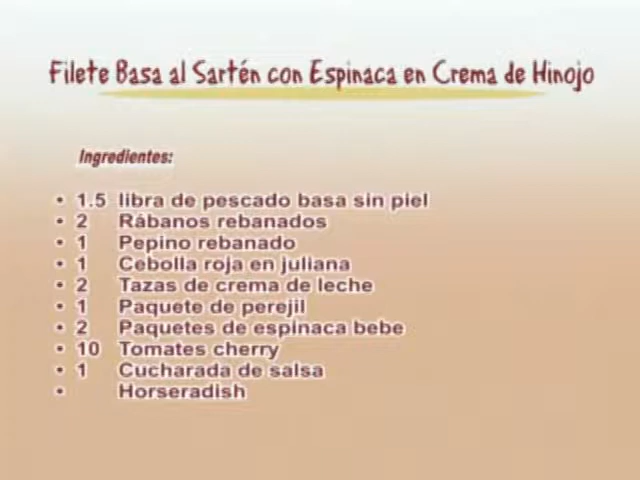 Filete Basa al Sartén con Espinaca en Crema de Hinojo
Ingredientes:
• 1.5 libra de pescado basa sin piel
• 2 Rábanos rebanados
• 1 Pepino rebanado
• 1 Cebolla roja en juliana
• 2 Tazas de crema de leche
• 1 Paquete de perejil
• 2 Paquetes de espinaca bebe
• 10 Tomates cherry
• 1 Cucharada de salsa
• Horseradish